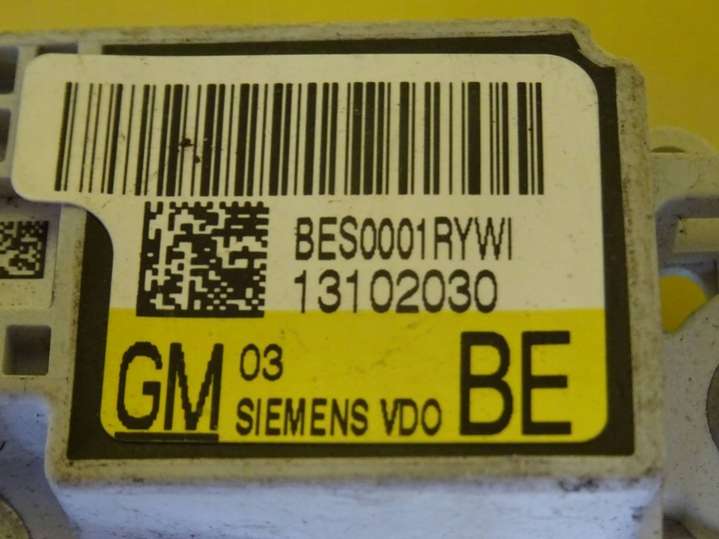 BES0001RYWI
13102030
GM 03 BE
SIEMENS VDO